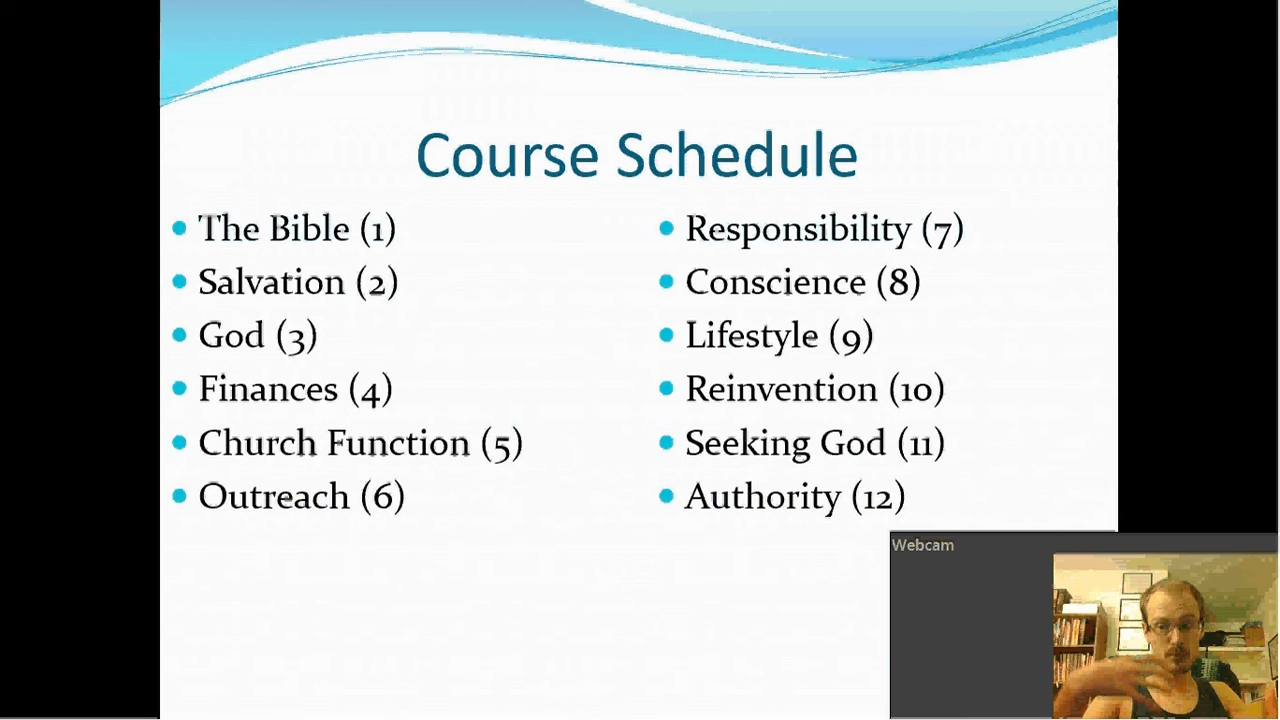 Course Schedule
The Bible (1)
Salvation (2)
God (3)
Finances (4)
Church Function (5)
Outreach (6)
Responsibility (7)
Conscience (8)
Lifestyle (9)
Reinvention (10)
Seeking God (11)
Authority (12)
Webcam